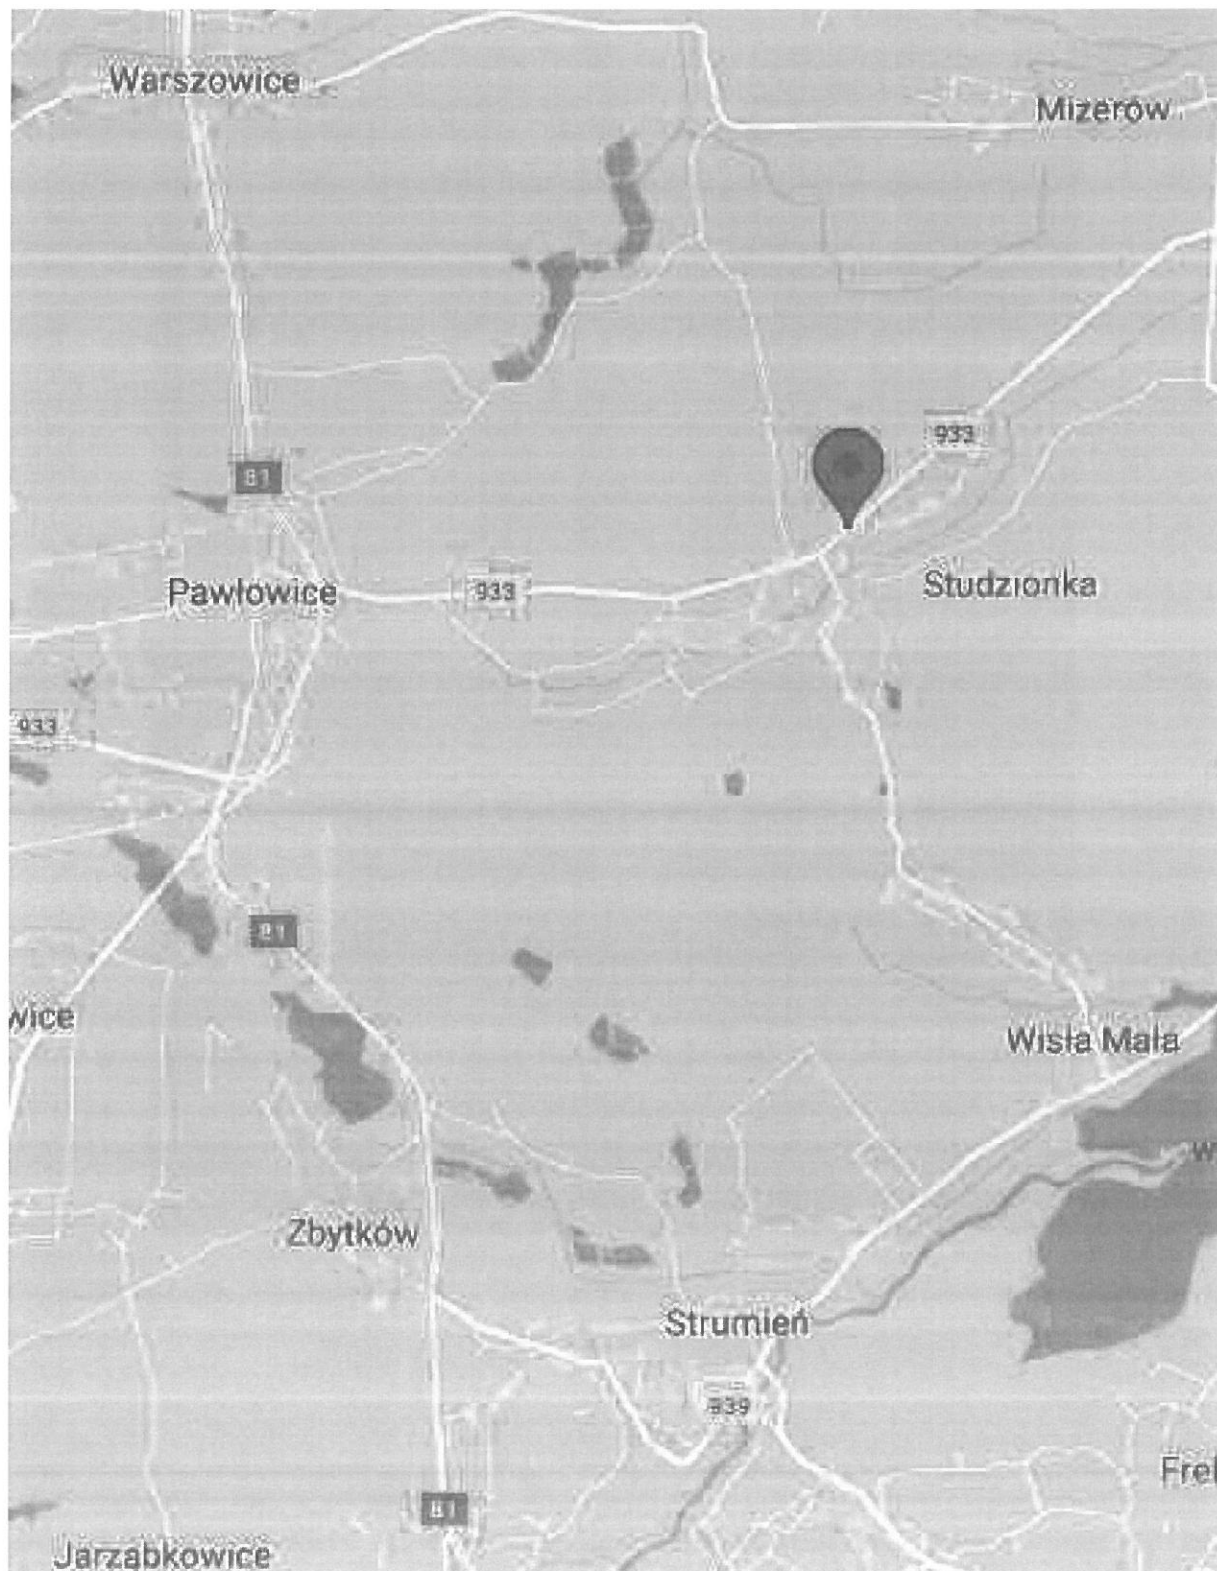 Warszowice
Mizerów
933
81
Pawłowice
933
Studzionka
933
81
wice
Wisła Mała
w
Zbytków
Strumień
939
Frel
81
Jarząbkowice